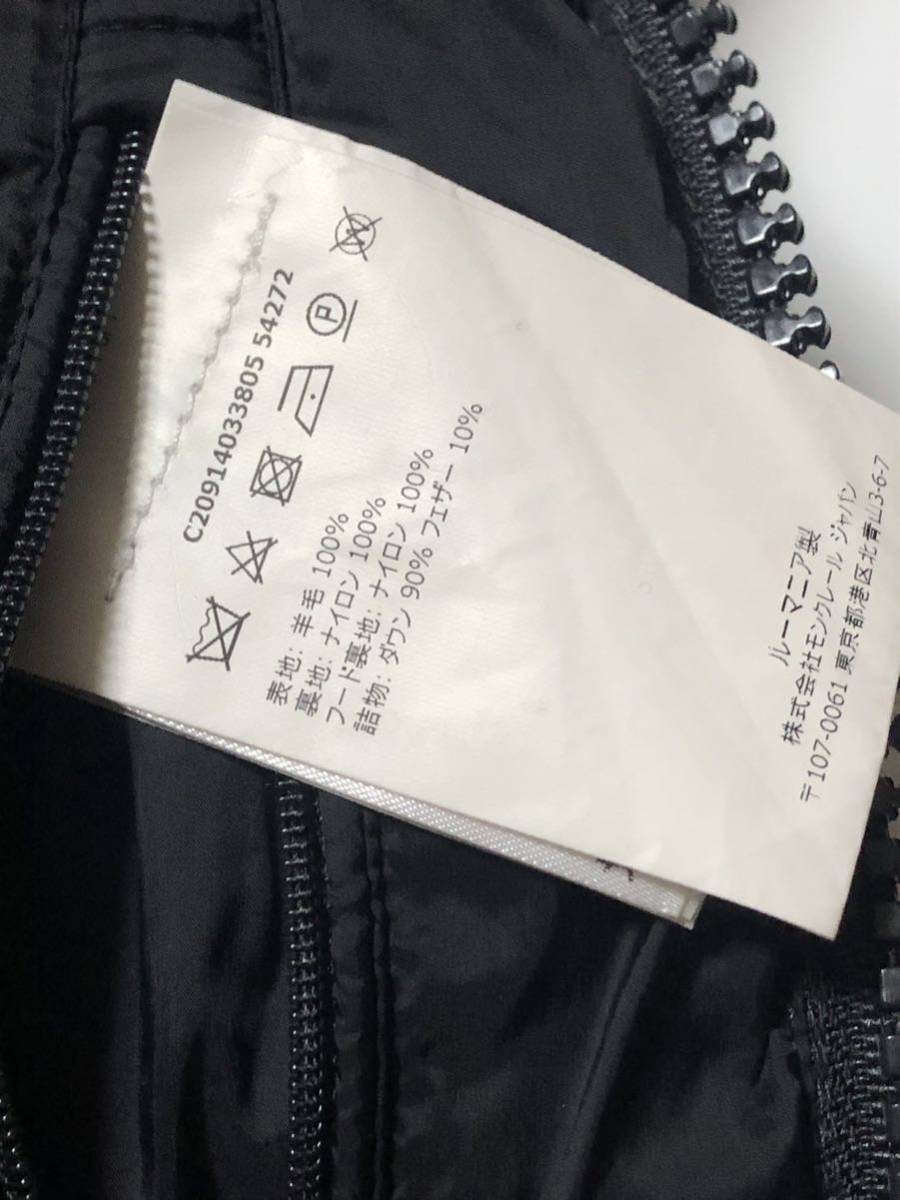 C20914033805 54272
P
W
表地: 羊毛 100%
裏地: ナイロン 100%
フード裏地: ナイロン 100%
詰物: ダウン 90% フェザー 10%
ルーマニア製
株式会社モンクレール ジャパン
〒107-0061 東京都港区北青山3-6-7